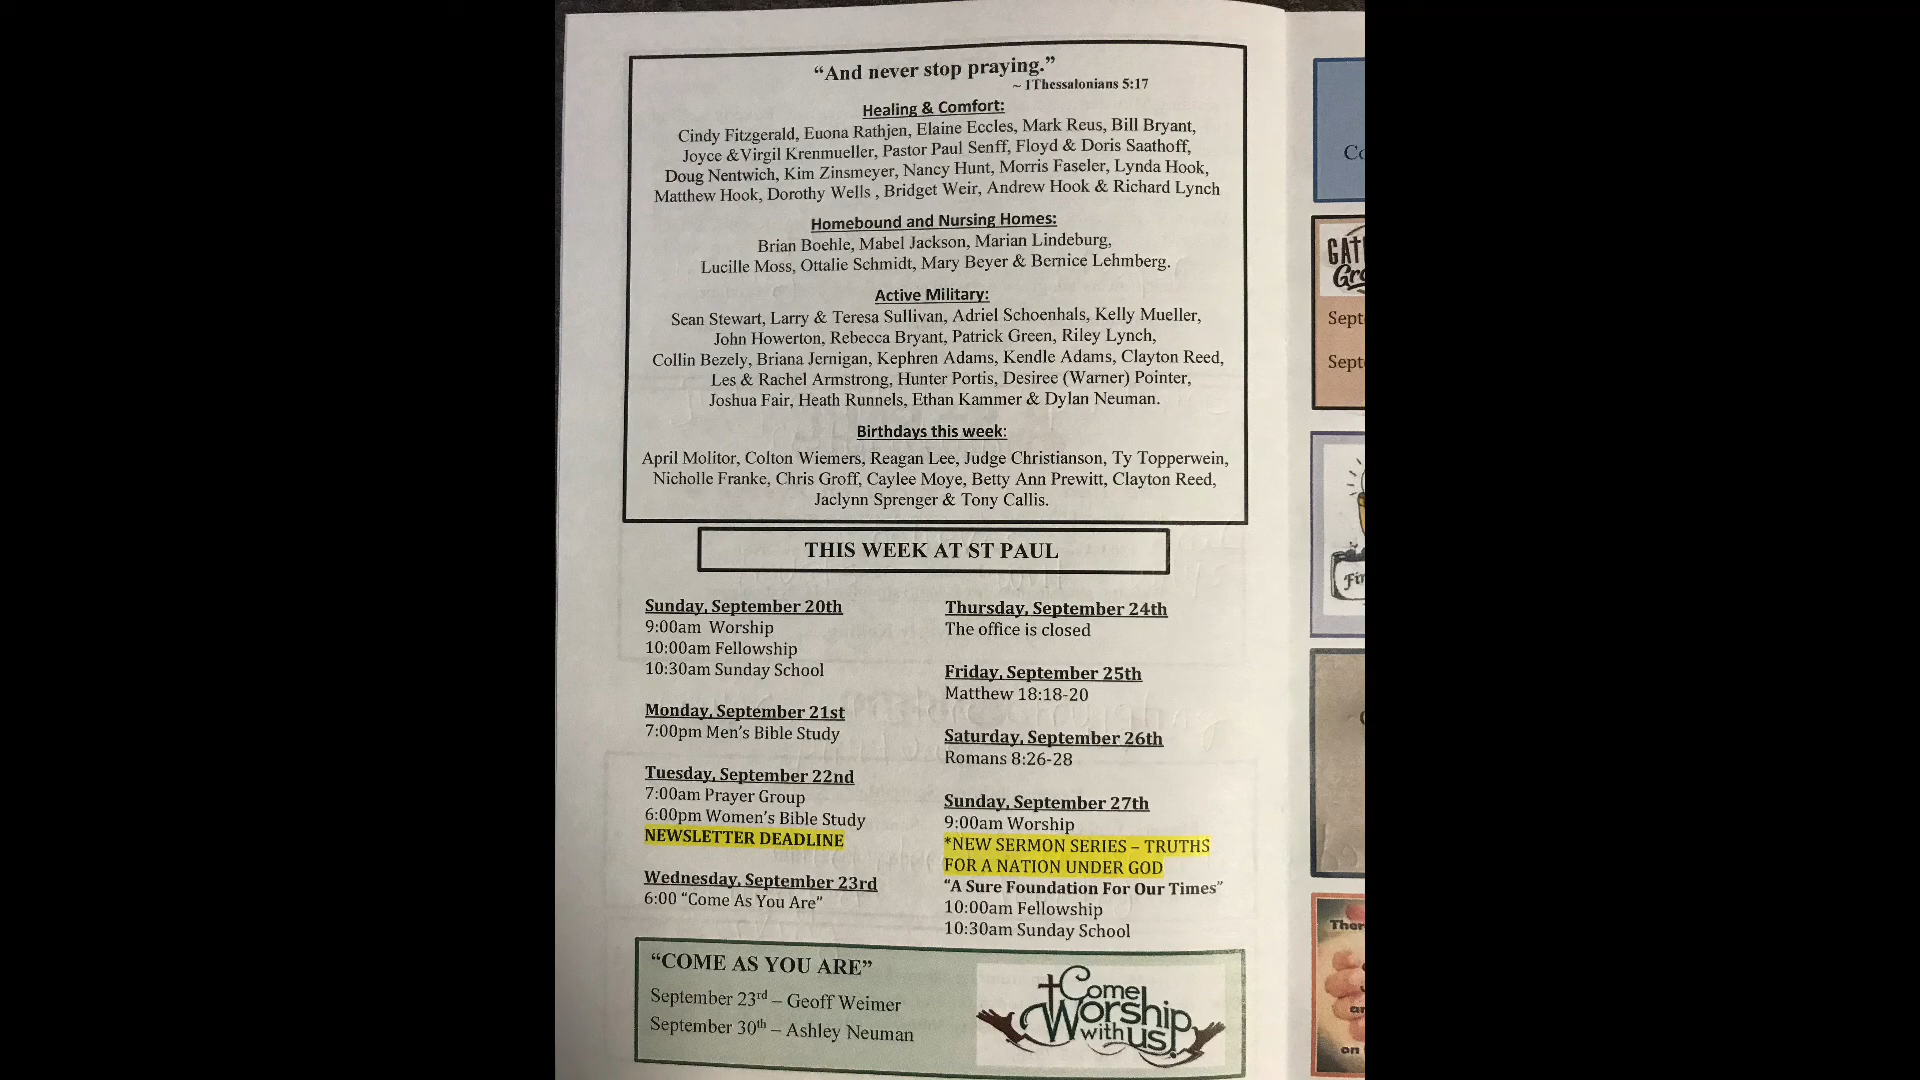 “And never stop praying.”
~ 1Thessalonians 5:17
Healing & Comfort:
Cindy Fitzgerald, Euona Rathjen, Elaine Eccles, Mark Reus, Bill Bryant,
Joyce &Virgil Krenmueller, Pastor Paul Senff, Floyd & Doris Saathoff,
Doug Nentwich, Kim Zinsmeyer, Nancy Hunt, Morris Faseler, Lynda Hook,
Matthew Hook, Dorothy Wells , Bridget Weir, Andrew Hook & Richard Lynch
Homebound and Nursing Homes:
Brian Boehle, Mabel Jackson, Marian Lindeburg,
Lucille Moss, Ottalie Schmidt, Mary Beyer & Bernice Lehmberg.
Active Military:
Sean Stewart, Larry & Teresa Sullivan, Adriel Schoenhals, Kelly Mueller,
John Howerton, Rebecca Bryant, Patrick Green, Riley Lynch,
Collin Bezely, Briana Jernigan, Kephren Adams, Kendle Adams, Clayton Reed,
Les & Rachel Armstrong, Hunter Portis, Desiree (Warner) Pointer,
Joshua Fair, Heath Runnels, Ethan Kammer & Dylan Neuman.
Birthdays this week:
April Molitor, Colton Wiemers, Reagan Lee, Judge Christianson, Ty Topperwein,
Nicholle Franke, Chris Groff, Caylee Moye, Betty Ann Prewitt, Clayton Reed,
Jaclynn Sprenger & Tony Callis.
THIS WEEK AT ST PAUL
Sunday, September 20th
9:00am Worship
10:00am Fellowship
10:30am Sunday School
Monday, September 21st
7:00pm Men’s Bible Study
Tuesday, September 22nd
7:00am Prayer Group
6:00pm Women’s Bible Study
NEWSLETTER DEADLINE
Wednesday, September 23rd
6:00 “Come As You Are”
Thursday, September 24th
The office is closed
Friday, September 25th
Matthew 18:18-20
Saturday, September 26th
Romans 8:26-28
Sunday, September 27th
9:00am Worship
*NEW SERMON SERIES – TRUTHS
FOR A NATION UNDER GOD
“A Sure Foundation For Our Times”
10:00am Fellowship
10:30am Sunday School
“COME AS YOU ARE”
September 23rd – Geoff Weimer
September 30th – Ashley Neuman
Come
Worship
with us!
Sept
Sept
on